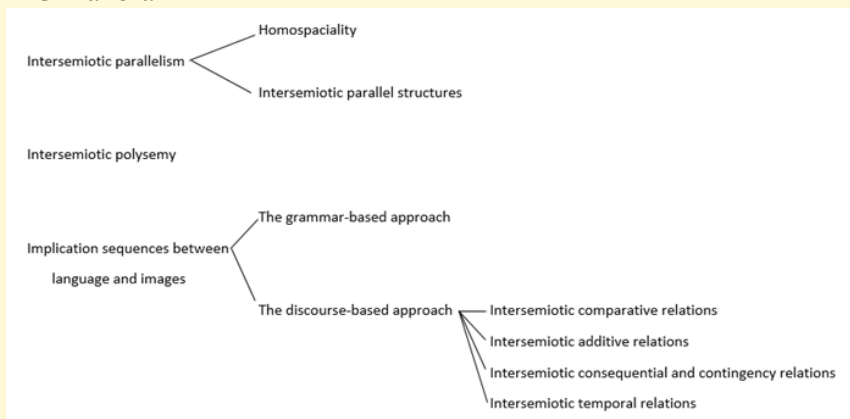 Homospaciality
Intersemiotic parallelism
Intersemiotic parallel structures
Intersemiotic polysemy
The grammar-based approach
Implication sequences between
language and images
The discourse-based approach
Intersemiotic comparative relations
Intersemiotic additive relations
Intersemiotic consequential and contingency relations
Intersemiotic temporal relations